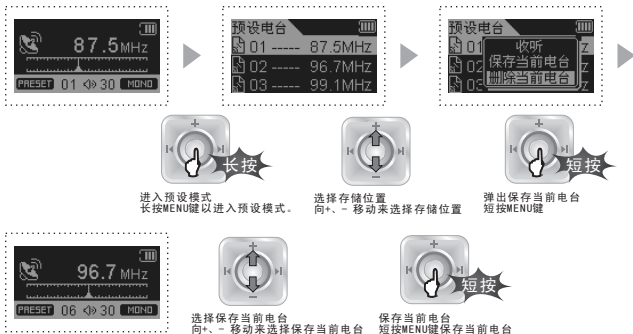 87.5MHz
PRESET 01 30 MONO
预设电台
01 ----- 87.5MHz
02 ----- 96.7MHz
03 ----- 99.1MHz
预设电台
01
02
03
收听
保存当前电台
删除当前电台
长按
短按
进入预设模式
长按MENU键以进入预设模式。
选择存储位置
向+、- 移动来选择存储位置
弹出保存当前电台
短按MENU键
96.7 MHz
PRESET 06 30 MONO
短按
选择保存当前电台
向+、- 移动来选择保存当前电台
保存当前电台
短按MENU键保存当前电台